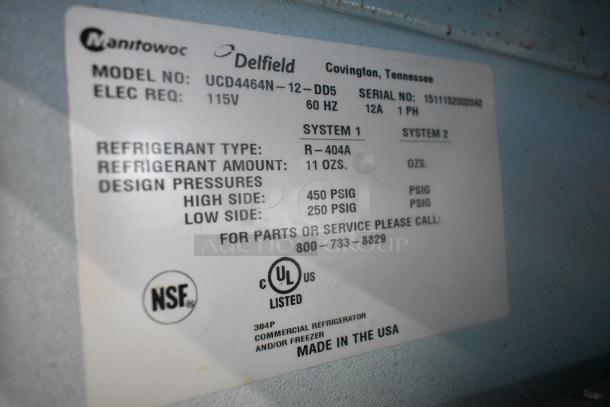 Manitowoc Delfield Covington, Tennessee
MODEL NO: UCD4464N-12-DD5 SERIAL NO: 1511152002042
ELEC REQ: 115V 60 HZ 12A 1 PH
SYSTEM 1 SYSTEM 2
REFRIGERANT TYPE: R-404A
REFRIGERANT AMOUNT: 11 OZS. OZS.
DESIGN PRESSURES
HIGH SIDE: 450 PSIG PSIG
LOW SIDE: 250 PSIG PSIG
FOR PARTS OR SERVICE PLEASE CALL:
800-733-8829
AUCTION GROUP
NSF®
C UL US
LISTED
384P
COMMERCIAL REFRIGERATOR
AND/OR FREEZER
MADE IN THE USA